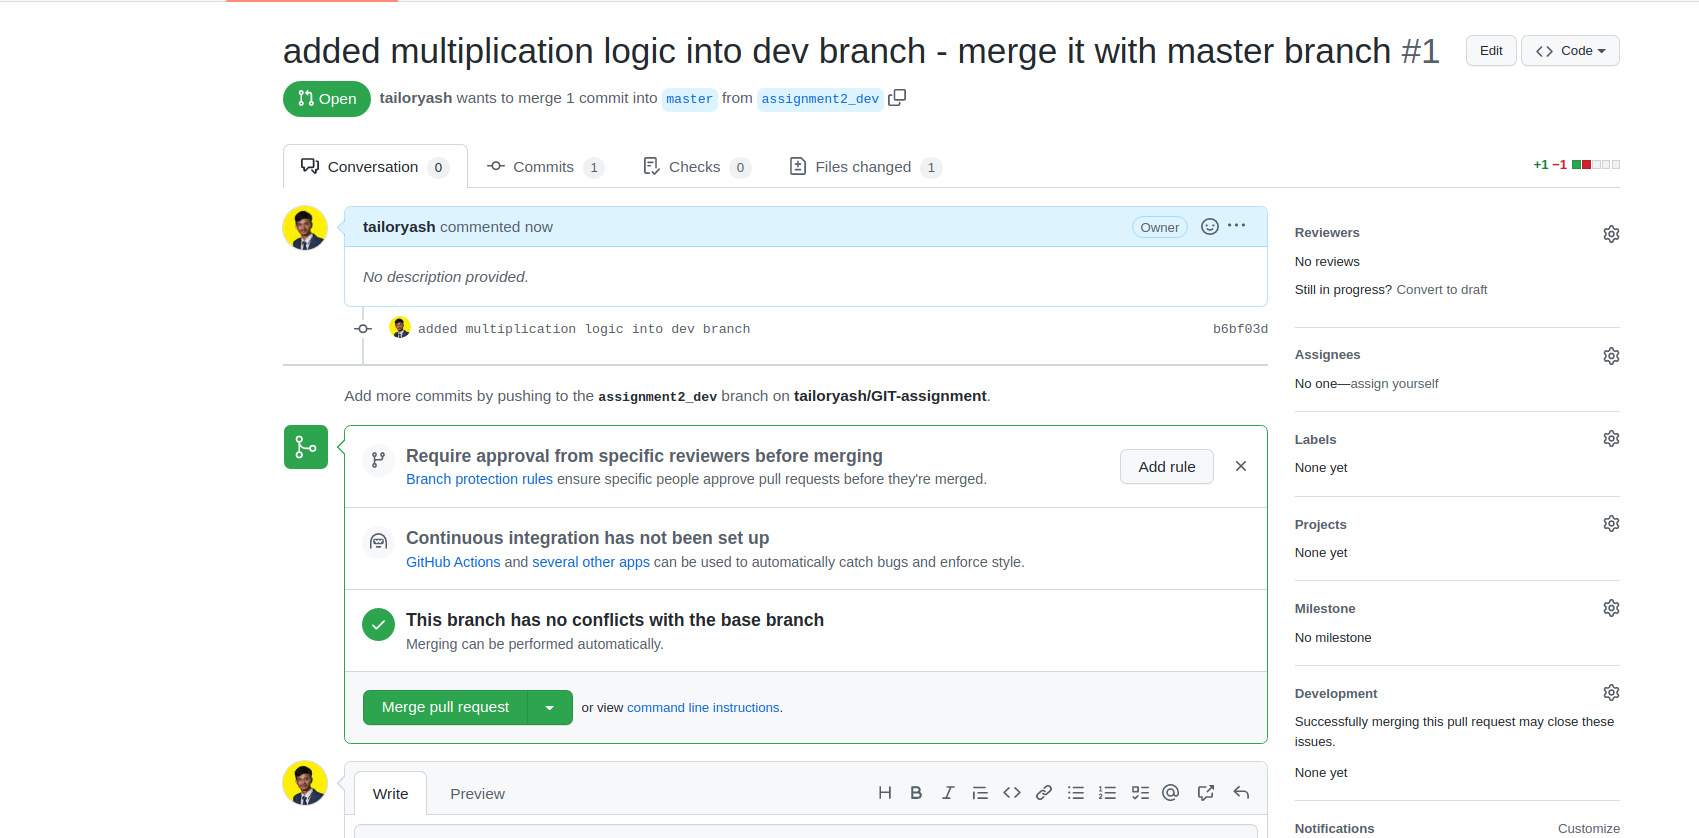 added multiplication logic into dev branch - merge it with master branch #1
Edit
Code
Open
tailoryash wants to merge 1 commit into master from assignment2_dev
Conversation 0
Commits 1
Checks 0
Files changed 1
+1 −1
tailoryash commented now
Owner
No description provided.
added multiplication logic into dev branch
b6bf03d
Add more commits by pushing to the assignment2_dev branch on tailoryash/GIT-assignment.
Require approval from specific reviewers before merging
Branch protection rules ensure specific people approve pull requests before they're merged.
Add rule
Continuous integration has not been set up
GitHub Actions and several other apps can be used to automatically catch bugs and enforce style.
This branch has no conflicts with the base branch
Merging can be performed automatically.
Merge pull request
or view command line instructions.
Write
Preview
Reviewers
No reviews
Still in progress? Convert to draft
Assignees
No one—assign yourself
Labels
None yet
Projects
None yet
Milestone
No milestone
Development
Successfully merging this pull request may close these
issues.
None yet
Notifications
Customize